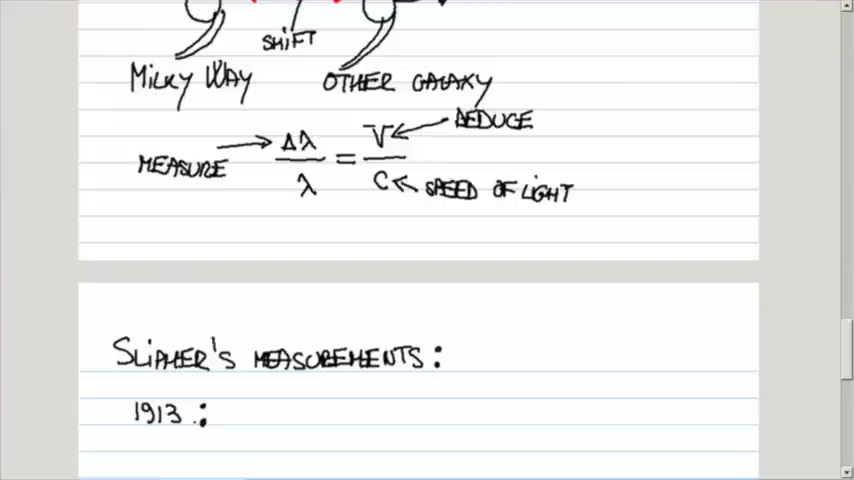 SHIFT
MILKY WAY OTHER GALAXY
MEASURE → Δλ/λ = V/C ← DEDUCE
← SPEED OF LIGHT
SLIPHER'S MEASUREMENTS:
1913 :